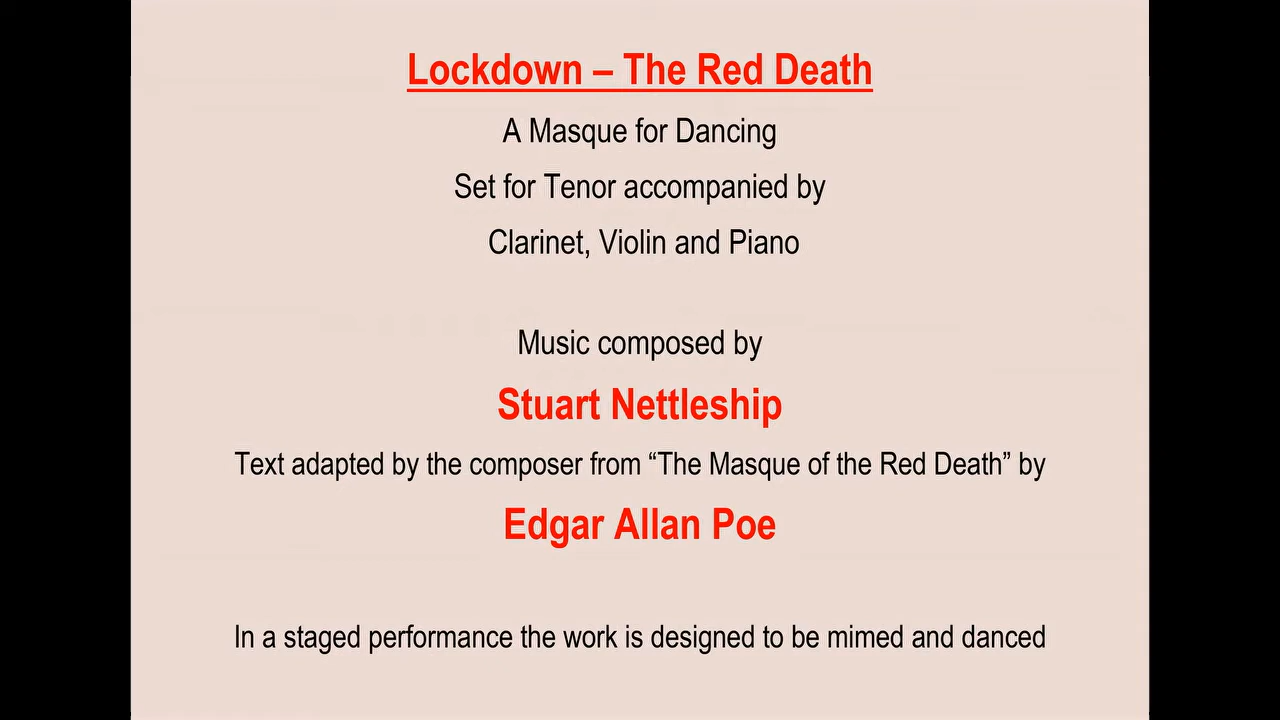 Lockdown – The Red Death
A Masque for Dancing
Set for Tenor accompanied by
Clarinet, Violin and Piano
Music composed by
Stuart Nettleship
Text adapted by the composer from “The Masque of the Red Death” by
Edgar Allan Poe
In a staged performance the work is designed to be mimed and danced